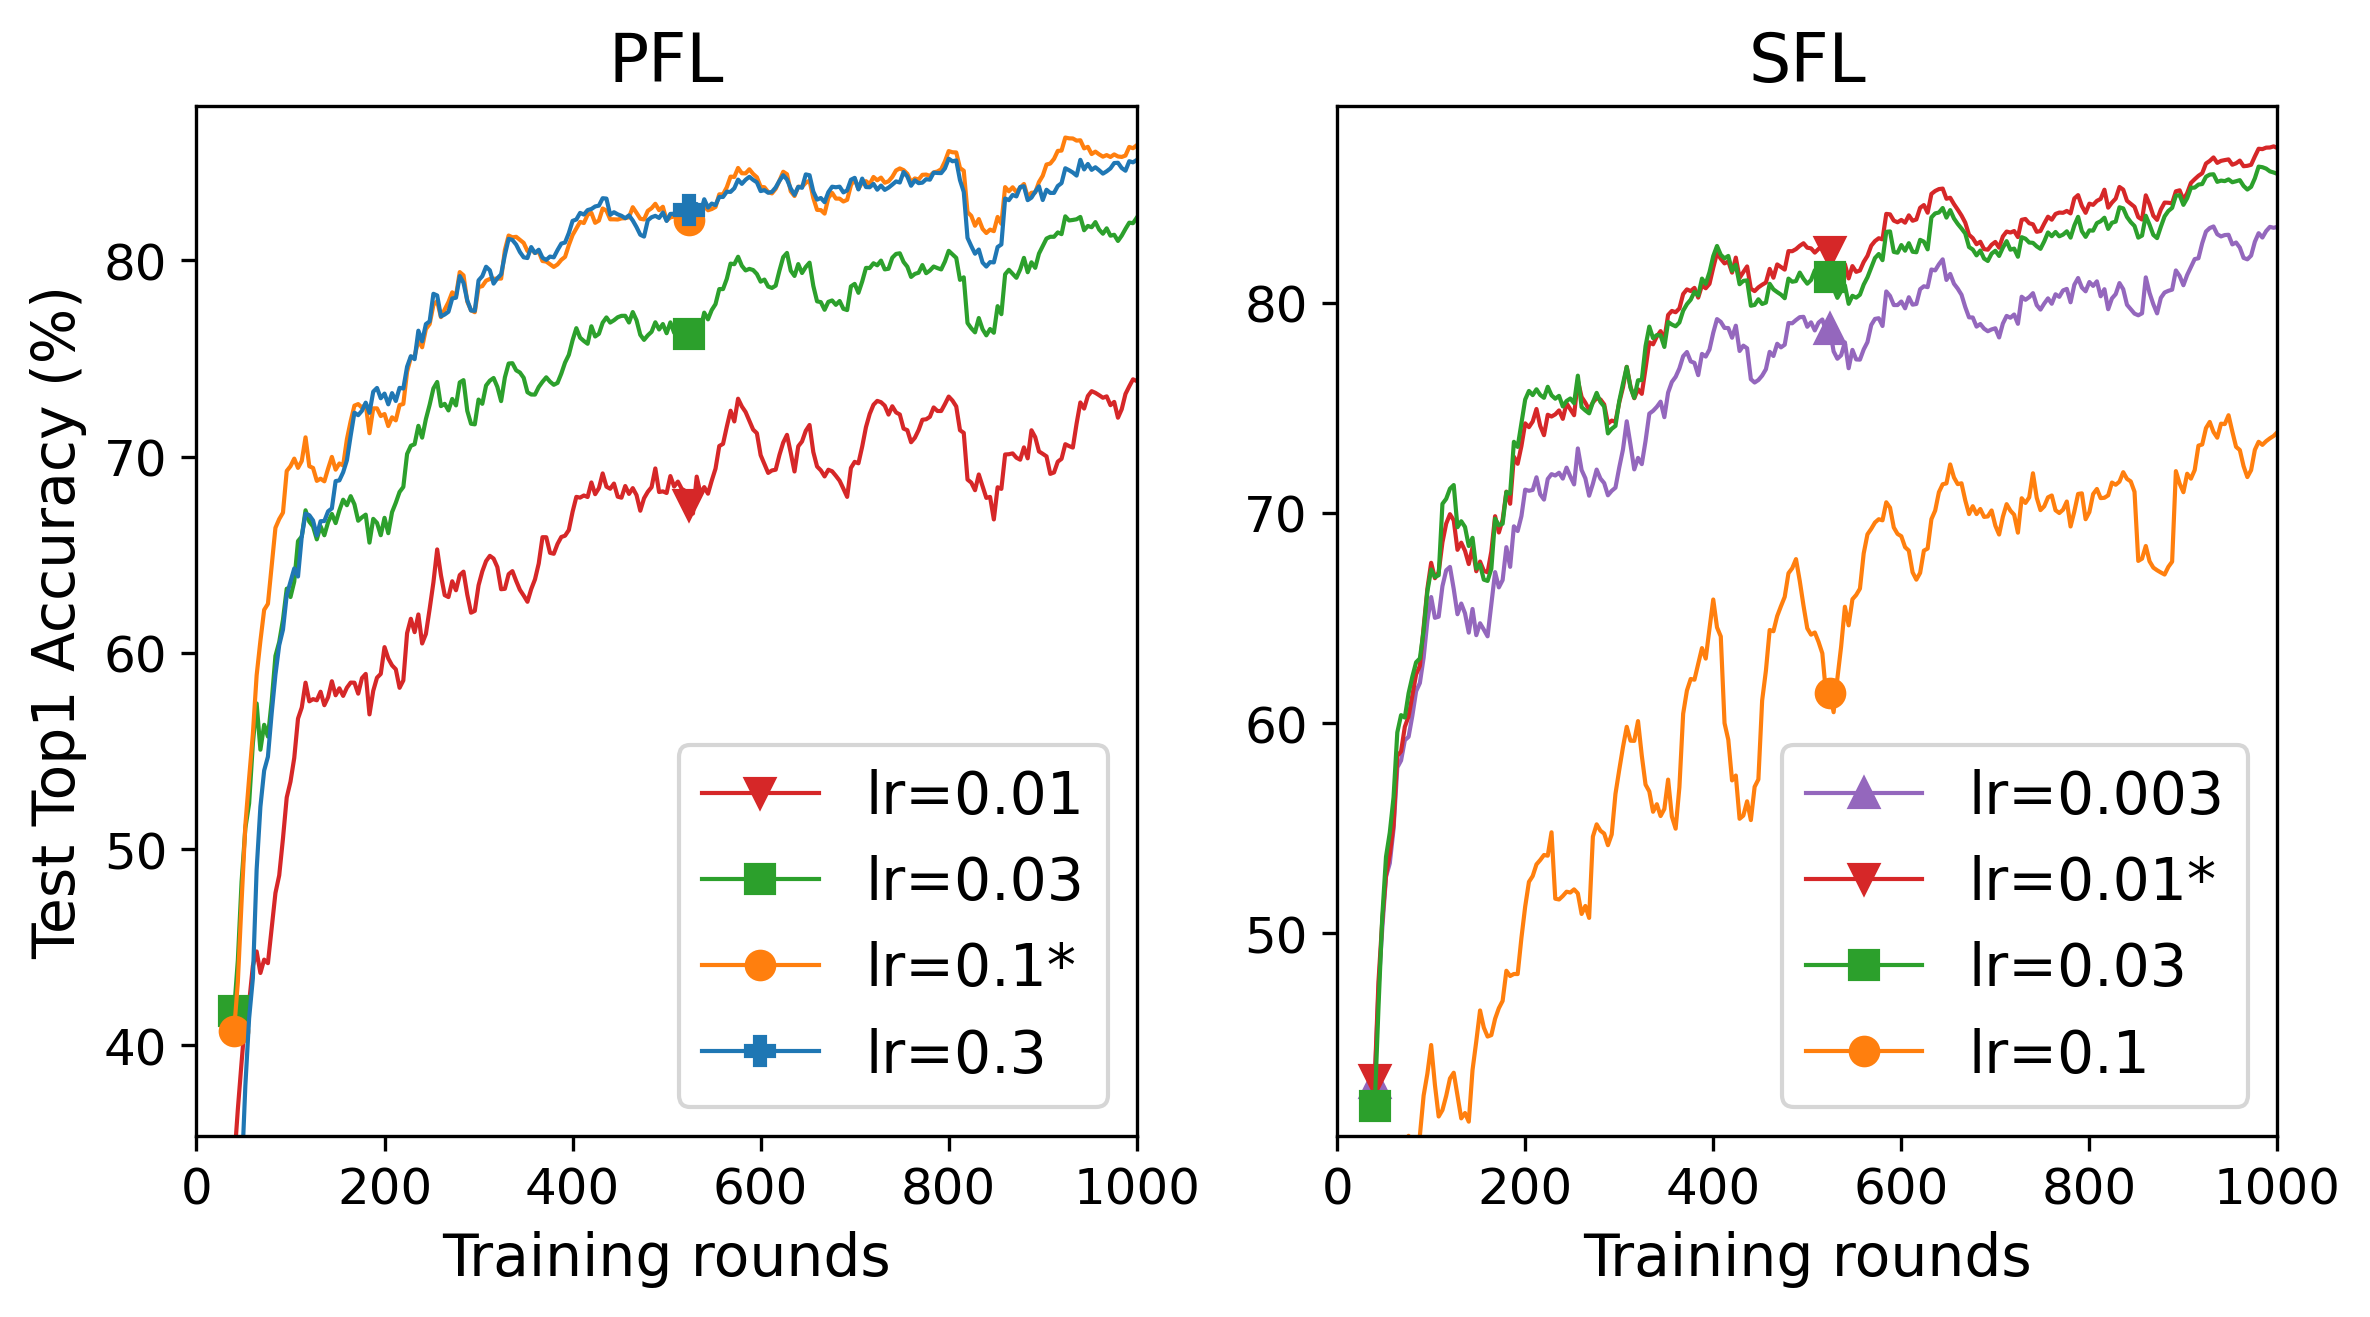 PFL
SFL
Test Top1 Accuracy (%)
80
70
60
50
40
0 200 400 600 800 1000
Training rounds
lr=0.01
lr=0.03
lr=0.1*
lr=0.3
80
70
60
50
0 200 400 600 800 1000
Training rounds
lr=0.003
lr=0.01*
lr=0.03
lr=0.1